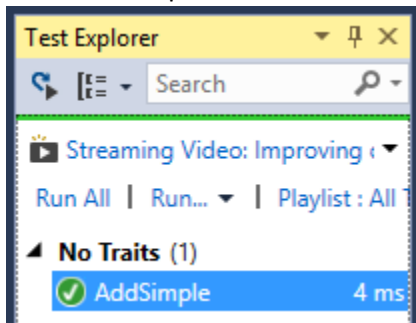 Test Explorer
Search
Streaming Video: Improving
Run All | Run... | Playlist : All
No Traits (1)
AddSimple 4 ms